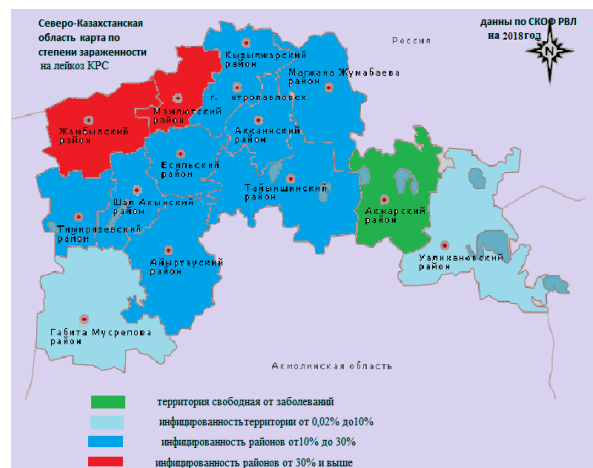 Северо-Казахстанская
область карта по
степени зараженности
на лейкоз КРС
данны по СКОФ РВЛ
на 2018год
N
Россия
Кызылжарский
район
Магжана Жумабаева
район
г. етропавловск
Мамлютский
район
Жамбылский
район
Аккаинский
район
Есильский
район
Тайыншинский
район
Шал Акынский
район
Акжарский
район
Тимирязевский
район
Уалихановский
район
Айыртауский
район
Габита Мусрепова
район
Акмолинская область
территория свободная от заболеваний
инфицированностьтерритории от 0,02% до10%
инфицированность районов от10% до 30%
инфицированность районов от 30% и выше